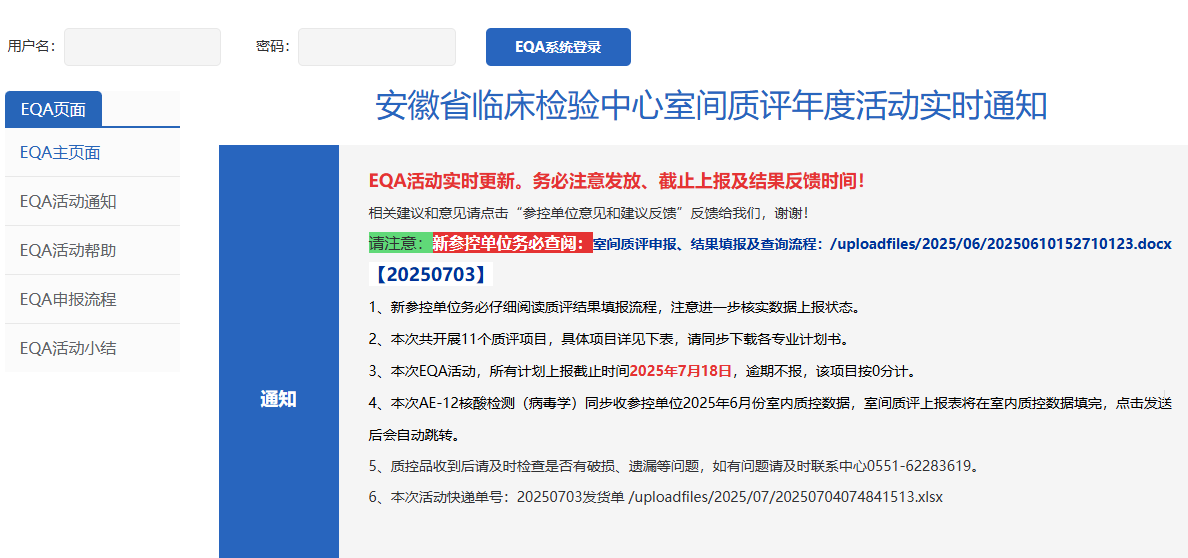 用户名：
密码：
EQA系统登录
EQA页面
EQA主页面
EQA活动通知
EQA活动帮助
EQA申报流程
EQA活动小结
安徽省临床检验中心室间质评年度活动实时通知
通知
EQA活动实时更新。务必注意发放、截止上报及结果反馈时间！
相关建议和意见请点击“参控单位意见和建议反馈”反馈给我们，谢谢！
请注意：新参控单位务必查阅：室间质评申报、结果填报及查询流程：/uploadfiles/2025/06/20250610152710123.docx
【20250703】
1、新参控单位务必仔细阅读质评结果填报流程，注意进一步核实数据上报状态。
2、本次共开展11个质评项目，具体项目详见下表，请同步下载各专业计划书。
3、本次EQA活动，所有计划上报截止时间2025年7月18日，逾期不报，该项目按0分计。
4、本次AE-12核酸检测（病毒学）同步收参控单位2025年6月份室内质控数据，室间质评上报表将在室内质控数据填完，点击发送
后会自动跳转。
5、质控品收到后请及时检查是否有破损、遗漏等问题，如有问题请及时联系中心0551-62283619。
6、本次活动快递单号：20250703发货单 /uploadfiles/2025/07/20250704074841513.xlsx